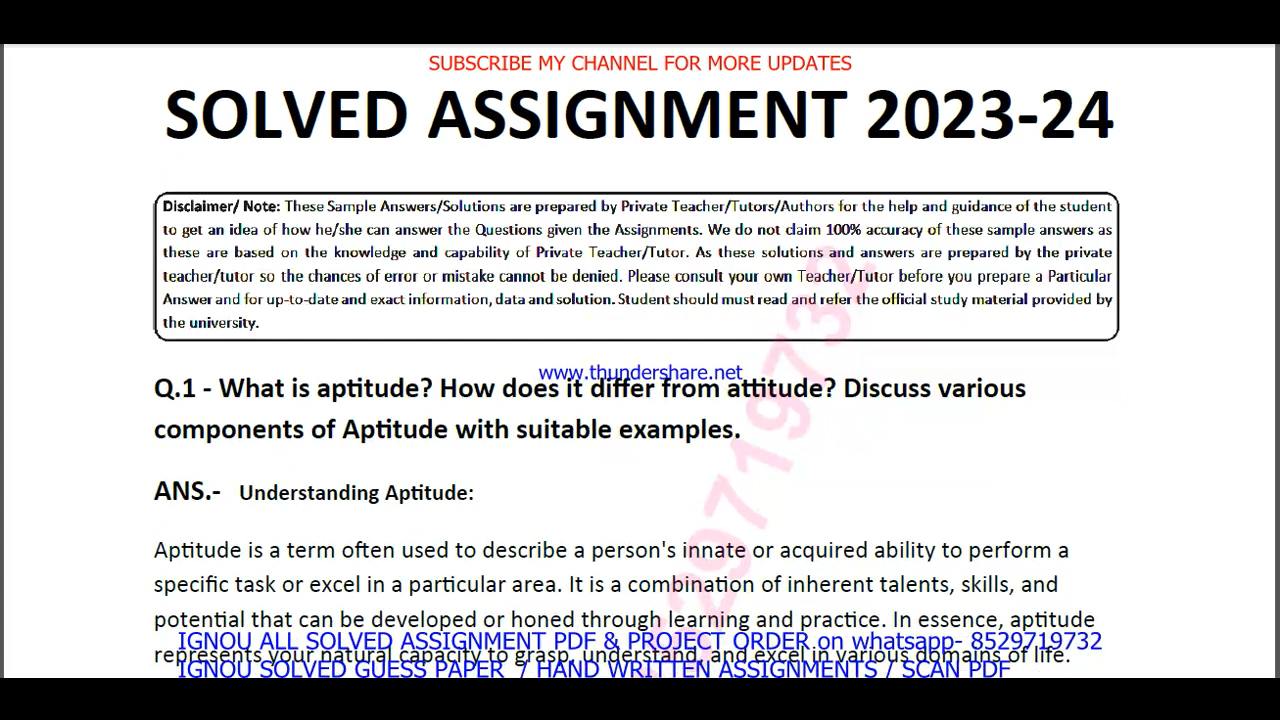 SUBSCRIBE MY CHANNEL FOR MORE UPDATES
SOLVED ASSIGNMENT 2023-24
Disclaimer/ Note: These Sample Answers/Solutions are prepared by Private Teacher/Tutors/Authors for the help and guidance of the student
to get an idea of how he/she can answer the Questions given the Assignments. We do not claim 100% accuracy of these sample answers as
these are based on the knowledge and capability of Private Teacher/Tutor. As these solutions and answers are prepared by the private
teacher/tutor so the chances of error or mistake cannot be denied. Please consult your own Teacher/Tutor before you prepare a Particular
Answer and for up-to-date and exact information, data and solution. Student should must read and refer the official study material provided by
the university.
www.thundershare.net
Q.1 - What is aptitude? How does it differ from attitude? Discuss various
components of Aptitude with suitable examples.
ANS.- Understanding Aptitude:
Aptitude is a term often used to describe a person's innate or acquired ability to perform a
specific task or excel in a particular area. It is a combination of inherent talents, skills, and
potential that can be developed or honed through learning and practice. In essence, aptitude
IGNOU ALL SOLVED ASSIGNMENT PDF & PROJECT ORDER on whatsapp- 8529719732
represents your natural capacity to grasp, understand, and excel in various domains of life.
IGNOU SOLVED GUESS PAPER / HAND WRITTEN ASSIGNMENTS / SCAN PDF